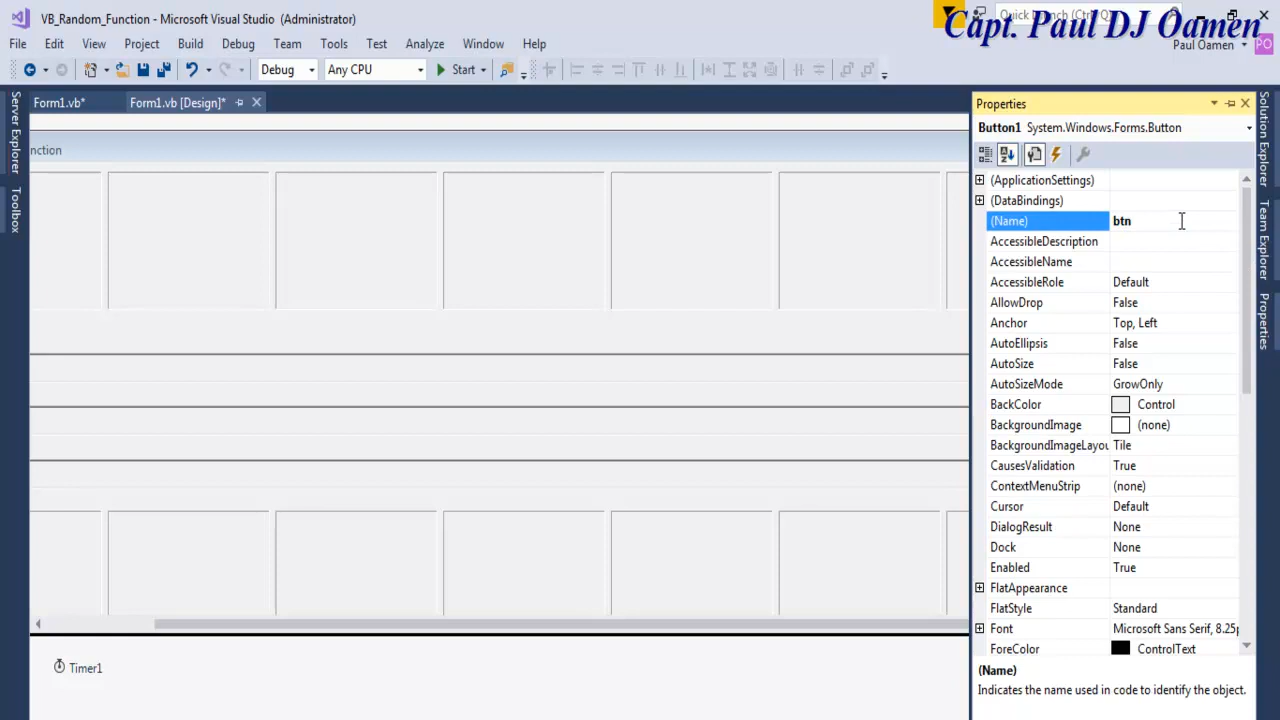 VB_Random_Function - Microsoft Visual Studio (Administrator)
Capt. Paul DJ Oamen
File Edit View Project Build Debug Team Tools Test Analyze Window Help
Paul Oamen PO
Debug Any CPU Start
Form1.vb* Form1.vb [Design]*
Server Explorer
Toolbox
nction
Timer1
Properties
Button1 System.Windows.Forms.Button
(ApplicationSettings)
(DataBindings)
(Name) btn
AccessibleDescription
AccessibleName
AccessibleRole Default
AllowDrop False
Anchor Top, Left
AutoEllipsis False
AutoSize False
AutoSizeMode GrowOnly
BackColor Control
BackgroundImage (none)
BackgroundImageLayou Tile
CausesValidation True
ContextMenuStrip (none)
Cursor Default
DialogResult None
Dock None
Enabled True
FlatAppearance
FlatStyle Standard
Font Microsoft Sans Serif, 8.25p
ForeColor ControlText
(Name)
Indicates the name used in code to identify the object.
Solution Explorer
Team Explorer
Properties